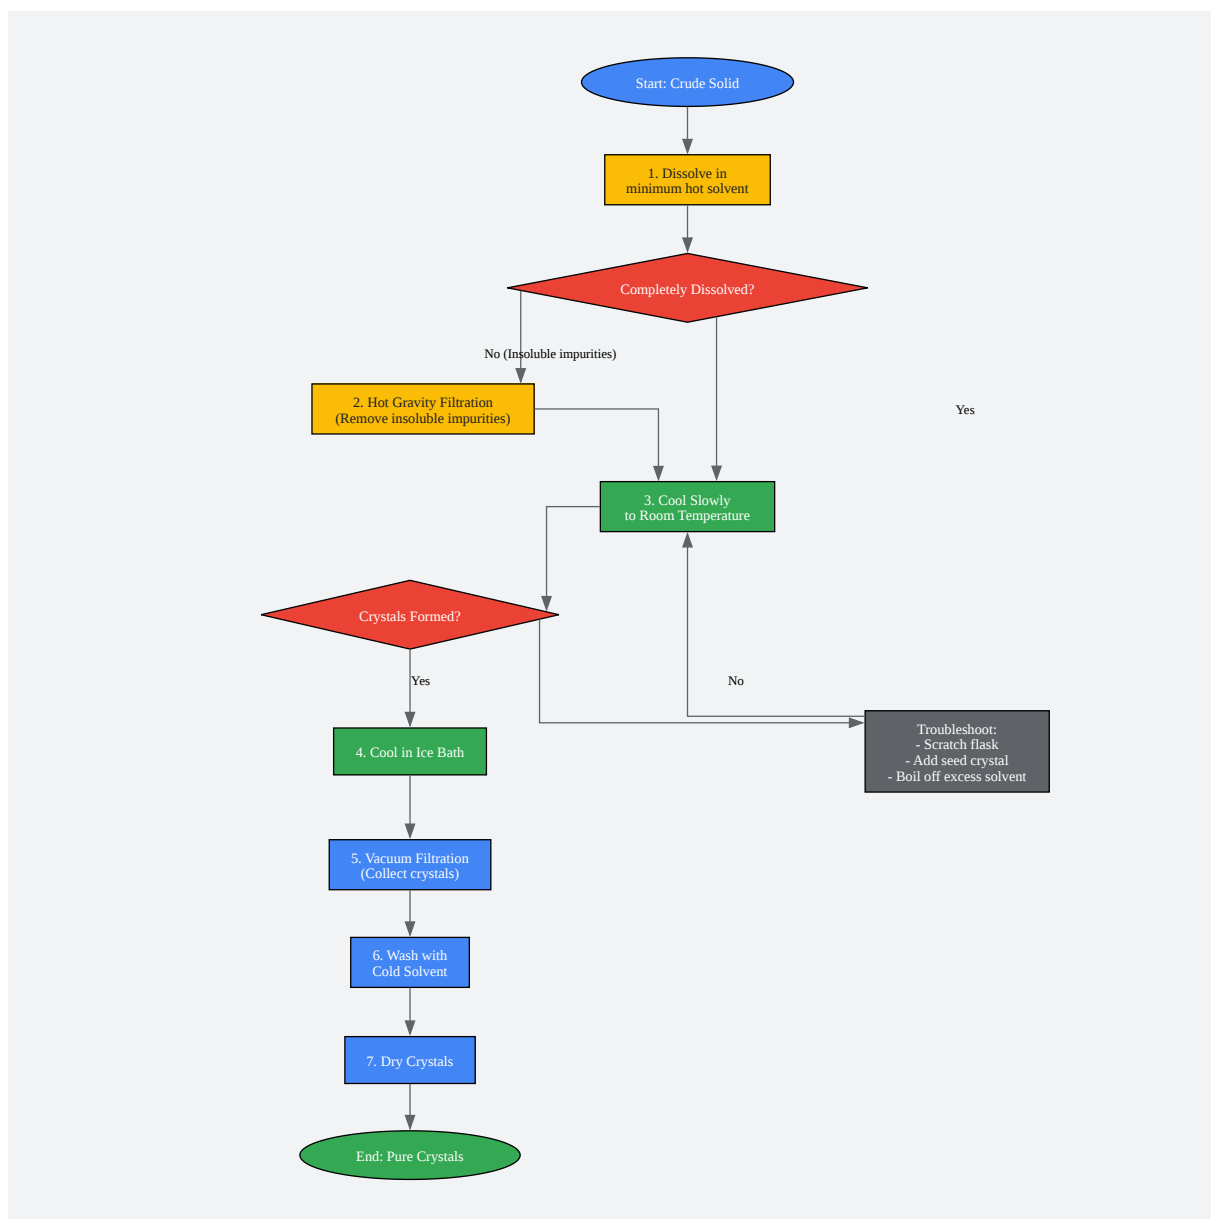 Start: Crude Solid
1. Dissolve in
minimum hot solvent
Completely Dissolved?
No (Insoluble impurities)
2. Hot Gravity Filtration
(Remove insoluble impurities)
Yes
3. Cool Slowly
to Room Temperature
Crystals Formed?
Yes
No
Troubleshoot:
- Scratch flask
- Add seed crystal
- Boil off excess solvent
4. Cool in Ice Bath
5. Vacuum Filtration
(Collect crystals)
6. Wash with
Cold Solvent
7. Dry Crystals
End: Pure Crystals